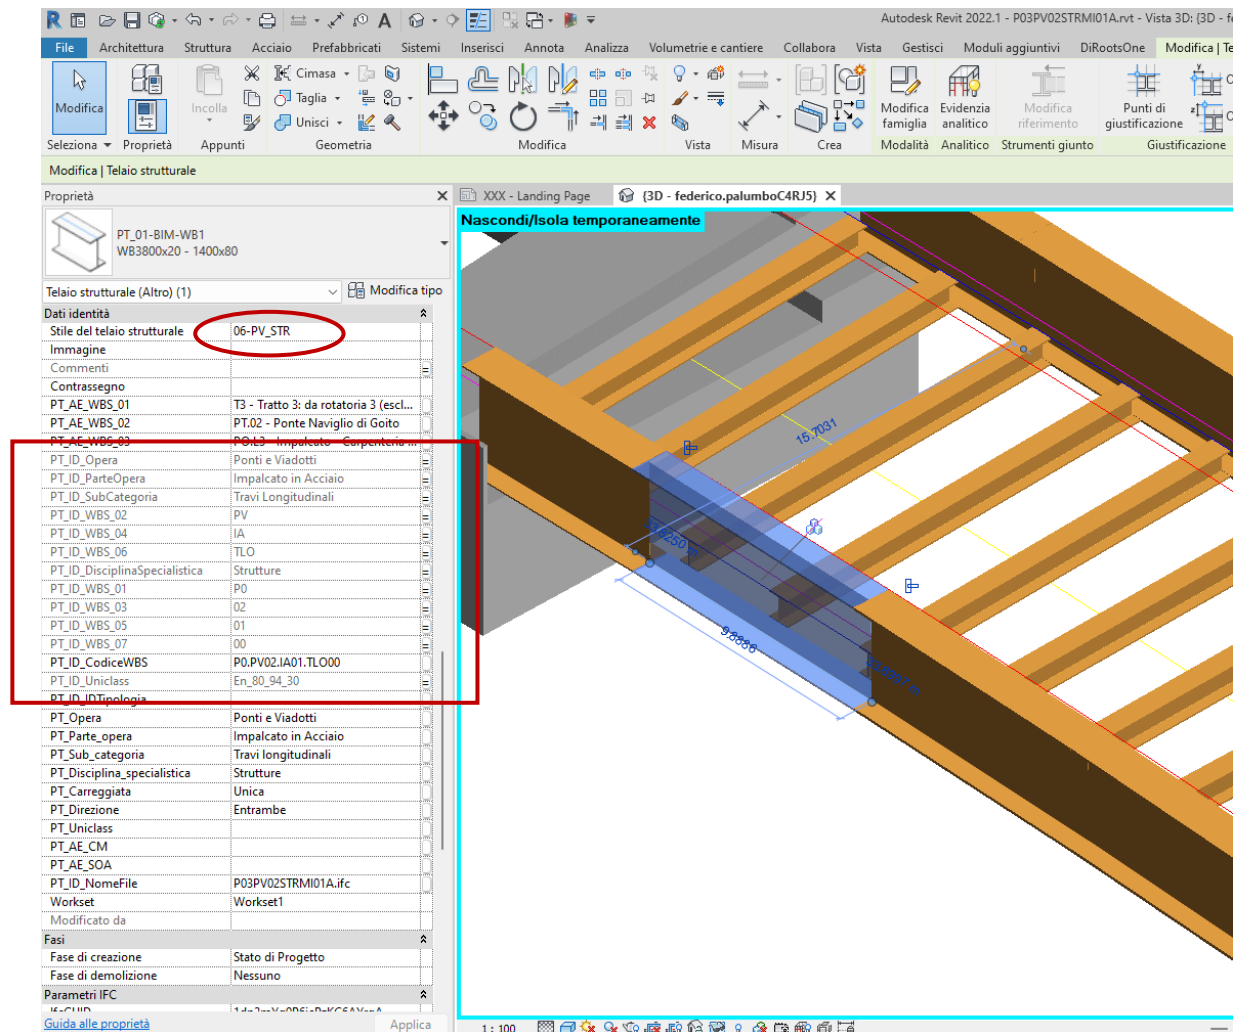 Autodesk Revit 2022.1 - P03PV02STRMI01A.rvt - Vista 3D: {3D - fe
File Architettura Struttura Acciaio Prefabbricati Sistemi Inserisci Annota Analizza Volumetrie e cantiere Collabora Vista Gestisci Moduli aggiuntivi DiRootsOne Modifica | Te
Modifica
Incolla
Cimasa
Taglia
Unisci
Modifica famiglia
Evidenzia analitico
Modifica riferimento
Punti di giustificazione
Seleziona Proprietà Appunti Geometria Modifica Vista Misura Crea Modalità Analitico Strumenti giunto Giustificazione
Modifica | Telaio strutturale
Proprietà
XXX - Landing Page
{3D - federico.palumboC4RJ5}
Nascondi/Isola temporaneamente
PT_01-BIM-WB1
WB3800x20 - 1400x80
Telaio strutturale (Altro) (1) Modifica tipo
Dati identità
Stile del telaio strutturale 06-PV_STR
Immagine
Commenti
Contrassegno
PT_AE_WBS_01 T3 - Tratto 3: da rotatoria 3 (escl...
PT_AE_WBS_02 PT.02 - Ponte Naviglio di Goito
PT_AE_WBS_03 PO.L3 - Impalcato - Carpenteria ...
PT_ID_Opera Ponti e Viadotti
PT_ID_ParteOpera Impalcato in Acciaio
PT_ID_SubCategoria Travi Longitudinali
PT_ID_WBS_02 PV
PT_ID_WBS_04 IA
PT_ID_WBS_06 TLO
PT_ID_DisciplinaSpecialistica Strutture
PT_ID_WBS_01 P0
PT_ID_WBS_03 02
PT_ID_WBS_05 01
PT_ID_WBS_07 00
PT_ID_CodiceWBS P0.PV02.IA01.TLO00
PT_ID_Uniclass En_80_94_30
PT_ID_IDTipologia
PT_Opera Ponti e Viadotti
PT_Parte_opera Impalcato in Acciaio
PT_Sub_categoria Travi longitudinali
PT_Disciplina_specialistica Strutture
PT_Carreggiata Unica
PT_Direzione Entrambe
PT_Uniclass
PT_AE_CM
PT_AE_SOA
PT_ID_NomeFile P03PV02STRMI01A.ifc
Workset Workset1
Modificato da
Fasi
Fase di creazione Stato di Progetto
Fase di demolizione Nessuno
Parametri IFC
Guida alle proprietà Applica
15.7031
9.8886
1 : 100